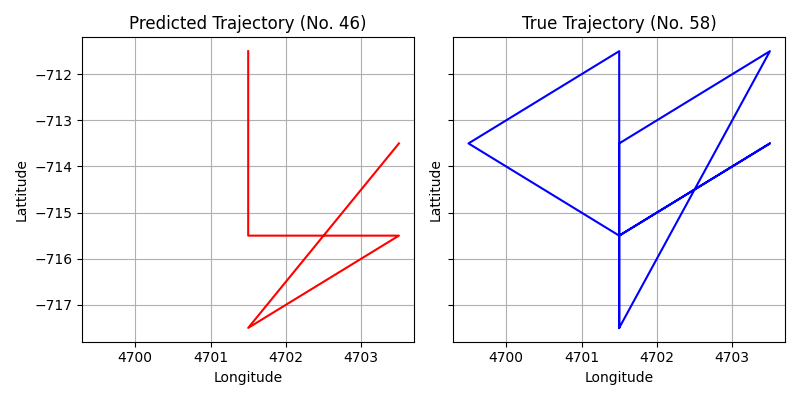 Predicted Trajectory (No. 46)
True Trajectory (No. 58)
−712
−713
−714
−715
−716
−717
Lattitude
Lattitude
4700 4701 4702 4703
4700 4701 4702 4703
Longitude
Longitude